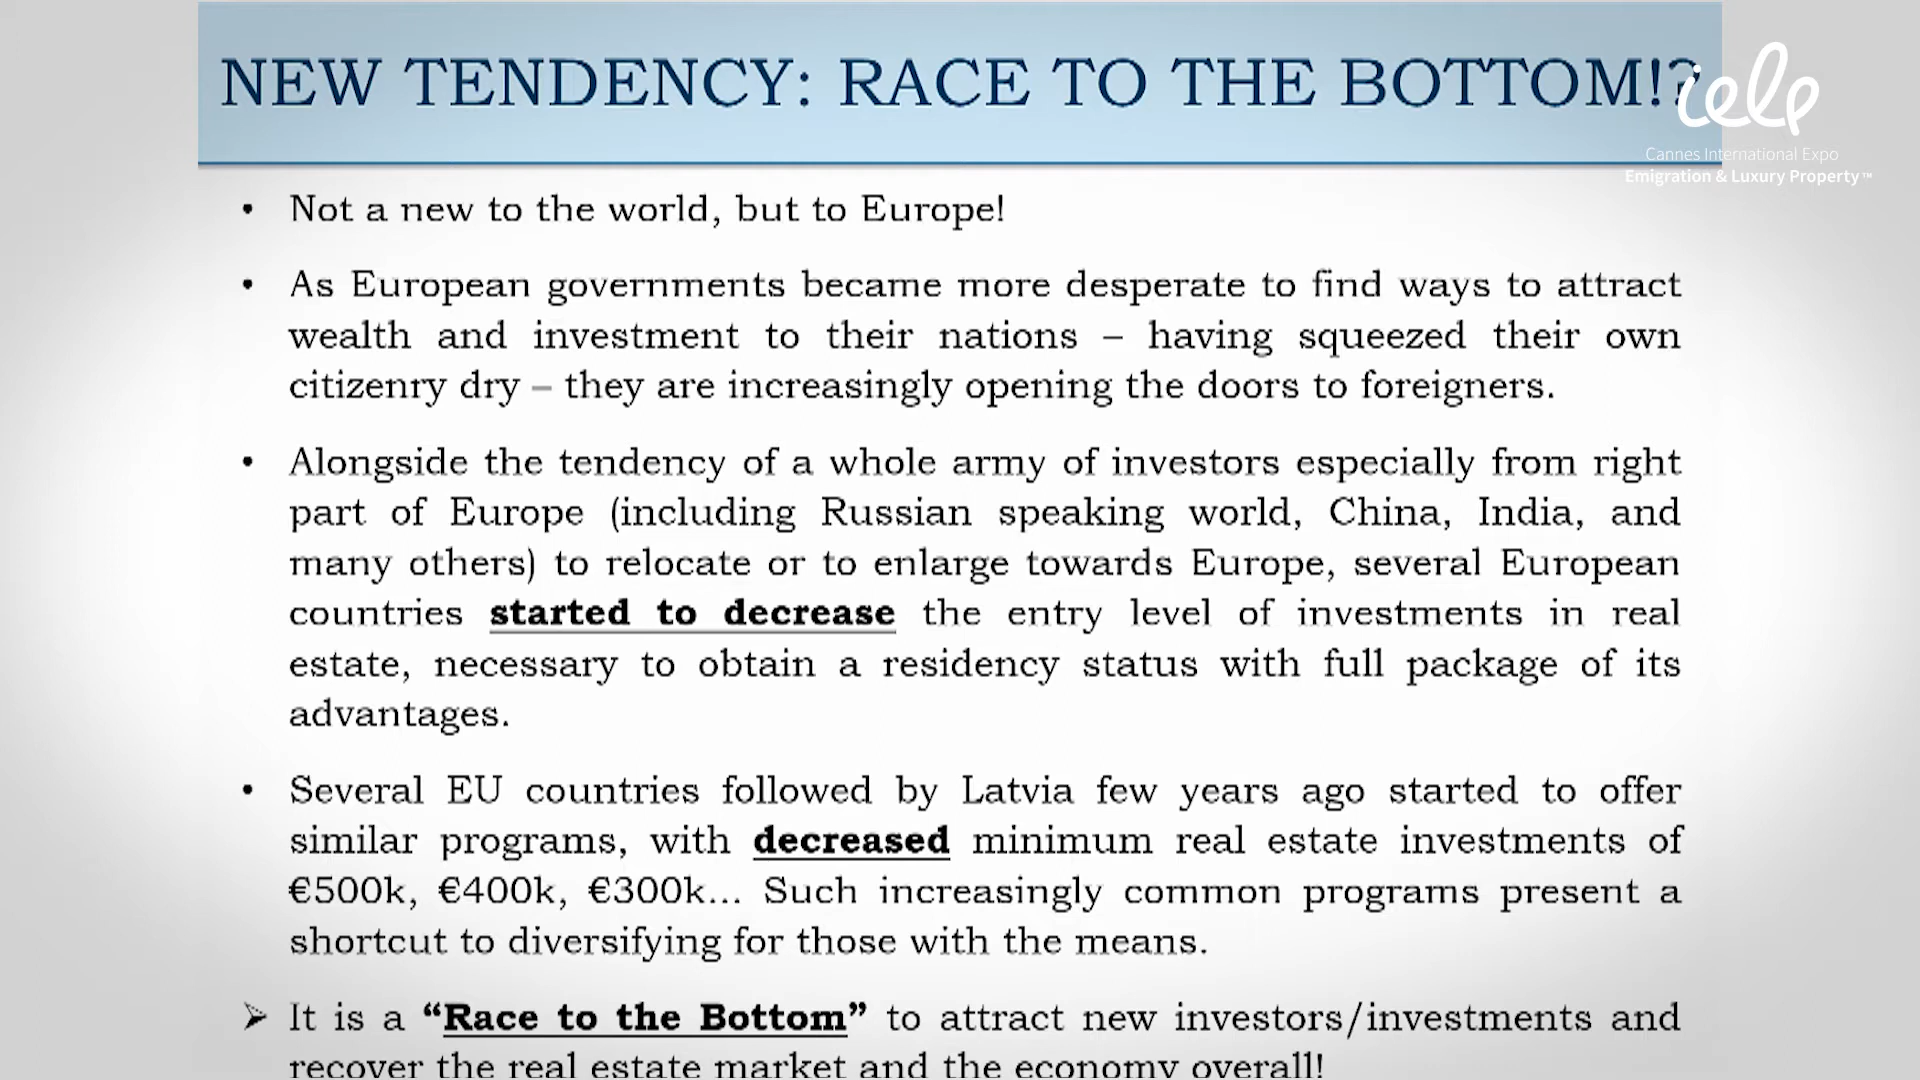 NEW TENDENCY: RACE TO THE BOTTOM!?
ielp
Cannes International Expo
Emigration & Luxury Property™
• Not a new to the world, but to Europe!
• As European governments became more desperate to find ways to attract
wealth and investment to their nations – having squeezed their own
citizenry dry – they are increasingly opening the doors to foreigners.
• Alongside the tendency of a whole army of investors especially from right
part of Europe (including Russian speaking world, China, India, and
many others) to relocate or to enlarge towards Europe, several European
countries started to decrease the entry level of investments in real
estate, necessary to obtain a residency status with full package of its
advantages.
• Several EU countries followed by Latvia few years ago started to offer
similar programs, with decreased minimum real estate investments of
€500k, €400k, €300k... Such increasingly common programs present a
shortcut to diversifying for those with the means.
➢ It is a “Race to the Bottom” to attract new investors/investments and
recover the real estate market and the economy overall!